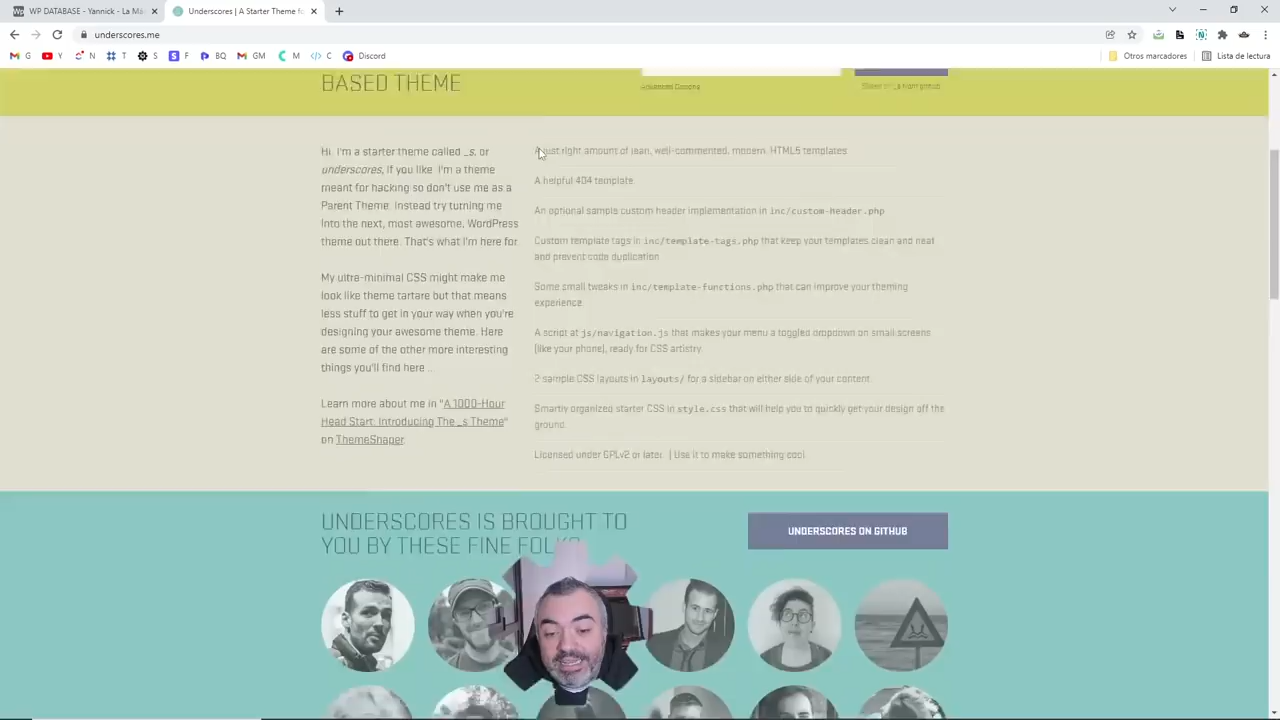 WP DATABASE - Yannick - La Má
Underscores | A Starter Theme fo
underscores.me
G
Y
N
T
S
F
BQ
GM
M
C
Discord
Otros marcadores
Lista de lectura
BASED THEME
Hi. I'm a starter theme called _s, or
underscores, if you like. I'm a theme
meant for hacking so don't use me as a
Parent Theme. Instead try turning me
into the next, most awesome, WordPress
theme out there. That's what I'm here for.
My ultra-minimal CSS might make me
look like theme tartare but that means
less stuff to get in your way when you're
designing your awesome theme. Here
are some of the other more interesting
things you'll find here ...
Learn more about me in "A 1000-Hour
Head Start: Introducing The _s Theme"
on ThemeShaper.
A just right amount of lean, well-commented, modern, HTML5 templates.
A helpful 404 template.
An optional sample custom header implementation in inc/custom-header.php
Custom template tags in inc/template-tags.php that keep your templates clean and neat
and prevent code duplication.
Some small tweaks in inc/template-functions.php that can improve your theming
experience.
A script at js/navigation.js that makes your menu a toggled dropdown on small screens
(like your phone), ready for CSS artistry.
2 sample CSS layouts in layouts/ for a sidebar on either side of your content.
Smartly organized starter CSS in style.css that will help you to quickly get your design off the
ground.
Licensed under GPLv2 or later. :) Use it to make something cool.
UNDERSCORES IS BROUGHT TO
YOU BY THESE FINE FOLKS
UNDERSCORES ON GITHUB